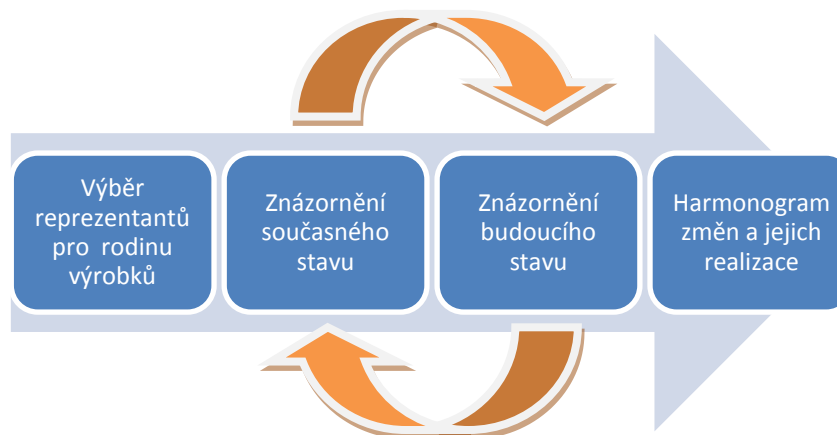 Výběr
reprezentantů
pro rodinu
výrobků
Znázornění
současného
stavu
Znázornění
budoucího
stavu
Harmonogram
změn a jejich
realizace